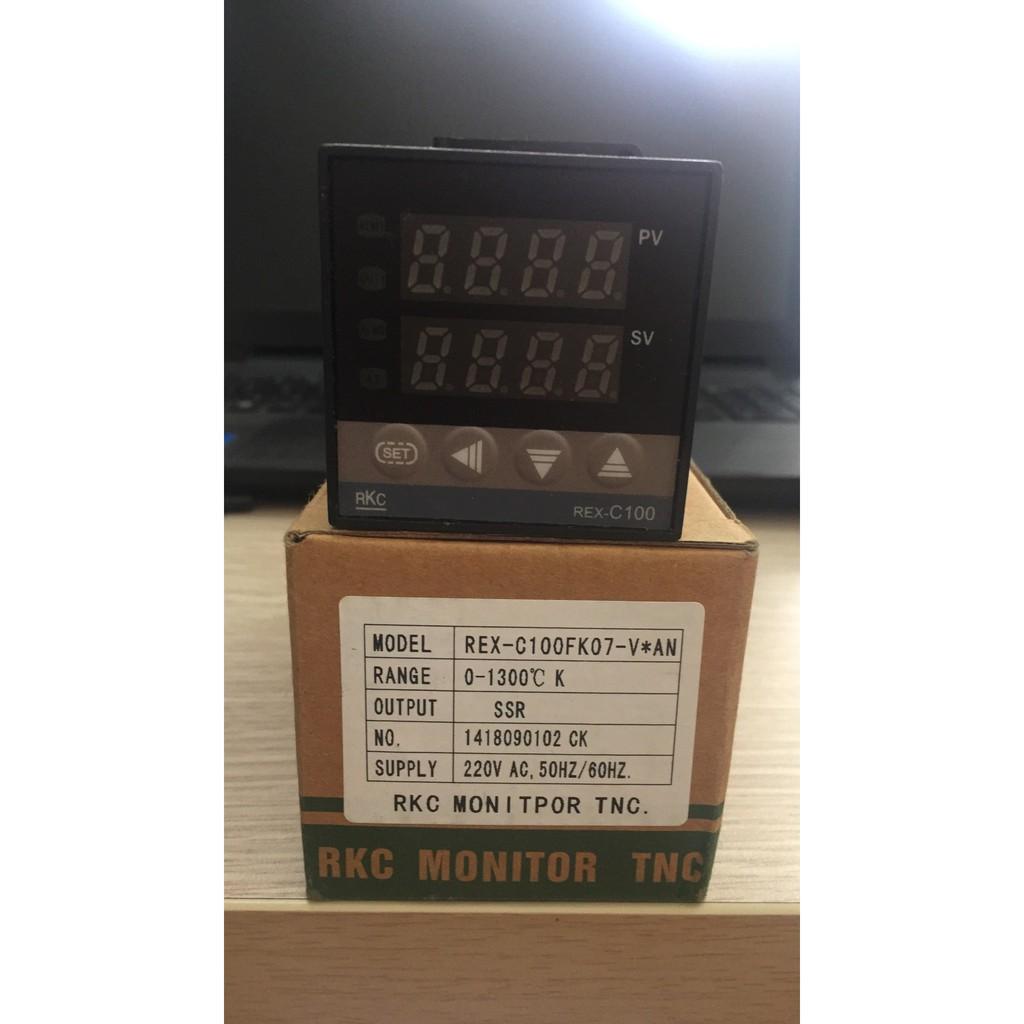 PV
SV
SET
RKC
REX-C100
MODEL REX-C100FK07-V*AN
RANGE 0-1300℃ K
OUTPUT SSR
NO. 1418090102 CK
SUPPLY 220V AC, 50HZ/60HZ.
RKC MONITPOR TNC.
RKC MONITOR TNC